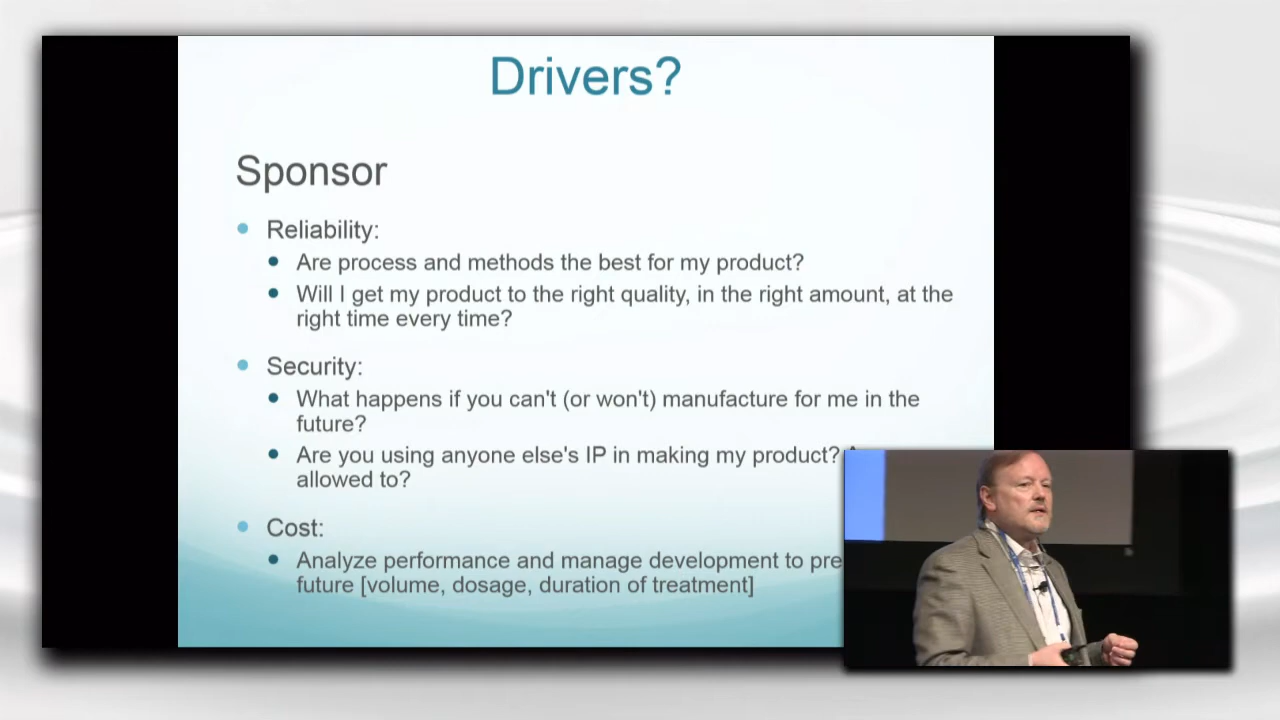 Drivers?
Sponsor
Reliability:
Are process and methods the best for my product?
Will I get my product to the right quality, in the right amount, at the
right time every time?
Security:
What happens if you can't (or won't) manufacture for me in the
future?
Are you using anyone else's IP in making my product?
allowed to?
Cost:
Analyze performance and manage development to
future [volume, dosage, duration of treatment]